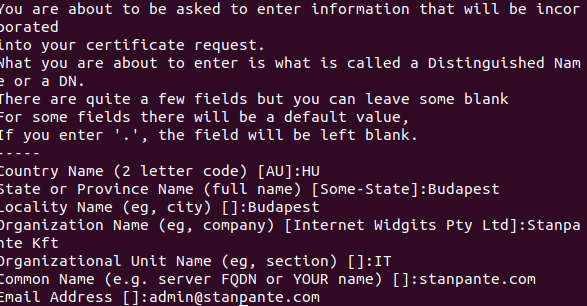 You are about to be asked to enter information that will be incor
porated
into your certificate request.
What you are about to enter is what is called a Distinguished Nam
e or a DN.
There are quite a few fields but you can leave some blank
For some fields there will be a default value,
If you enter '.', the field will be left blank.
-----
Country Name (2 letter code) [AU]:HU
State or Province Name (full name) [Some-State]:Budapest
Locality Name (eg, city) []:Budapest
Organization Name (eg, company) [Internet Widgits Pty Ltd]:Stanpa
nte Kft
Organizational Unit Name (eg, section) []:IT
Common Name (e.g. server FQDN or YOUR name) []:stanpante.com
Email Address []:admin@stanpante.com